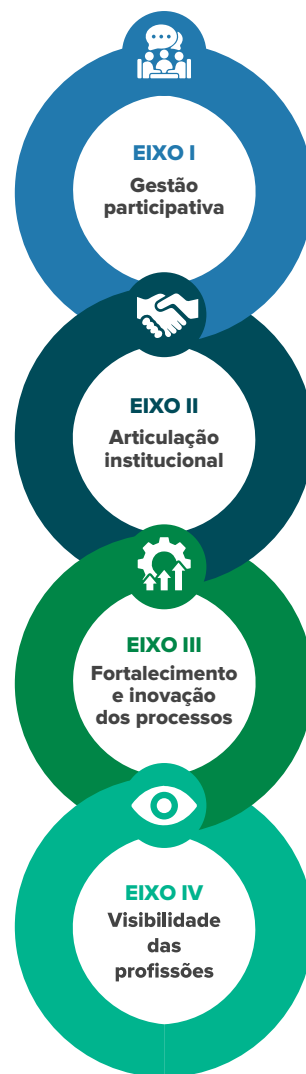 EIXO I
Gestão
participativa
EIXO II
Articulação
institucional
EIXO III
Fortalecimento
e inovação
dos processos
EIXO IV
Visibilidade
das
profissões